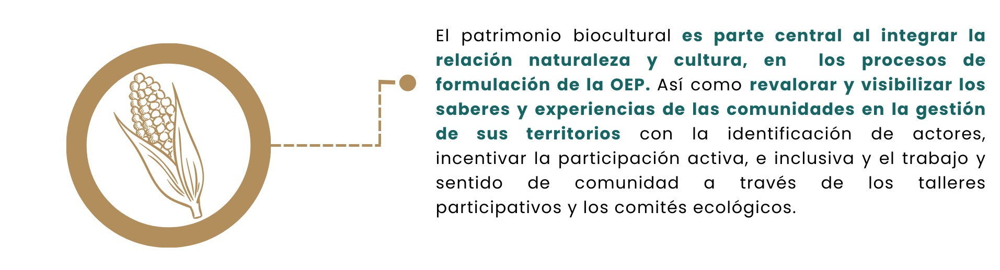 El patrimonio biocultural es parte central al integrar la
relación naturaleza y cultura, en los procesos de
formulación de la OEP. Así como revalorar y visibilizar los
saberes y experiencias de las comunidades en la gestión
de sus territorios con la identificación de actores,
incentivar la participación activa, e inclusiva y el trabajo y
sentido de comunidad a través de los talleres
participativos y los comités ecológicos.